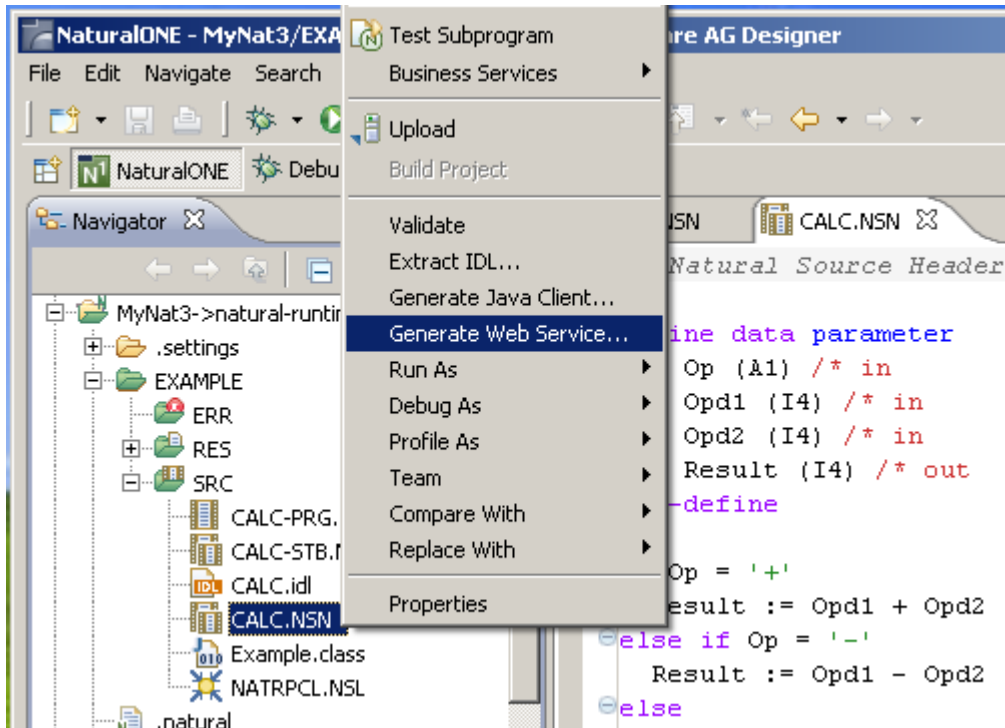 NaturalONE - MyNat3/EXA
re AG Designer
File Edit Navigate Search
NaturalONE Debu
Navigator
MyNat3->natural-runtir
.settings
EXAMPLE
ERR
RES
SRC
CALC-PRG.
CALC-STB.
IDL CALC.idl
CALC.NSN
010 Example.class
NATRPCL.NSL
.natural
Test Subprogram
Business Services
Upload
Build Project
Validate
Extract IDL...
Generate Java Client...
Generate Web Service...
Run As
Debug As
Profile As
Team
Compare With
Replace With
Properties
NSN CALC.NSN
Natural Source Header
ine data parameter
Op (A1) /* in
Opd1 (I4) /* in
Opd2 (I4) /* in
Result (I4) /* out
-define
Op = '+'
esult := Opd1 + Opd2
else if Op = '-'
Result := Opd1 - Opd2
else